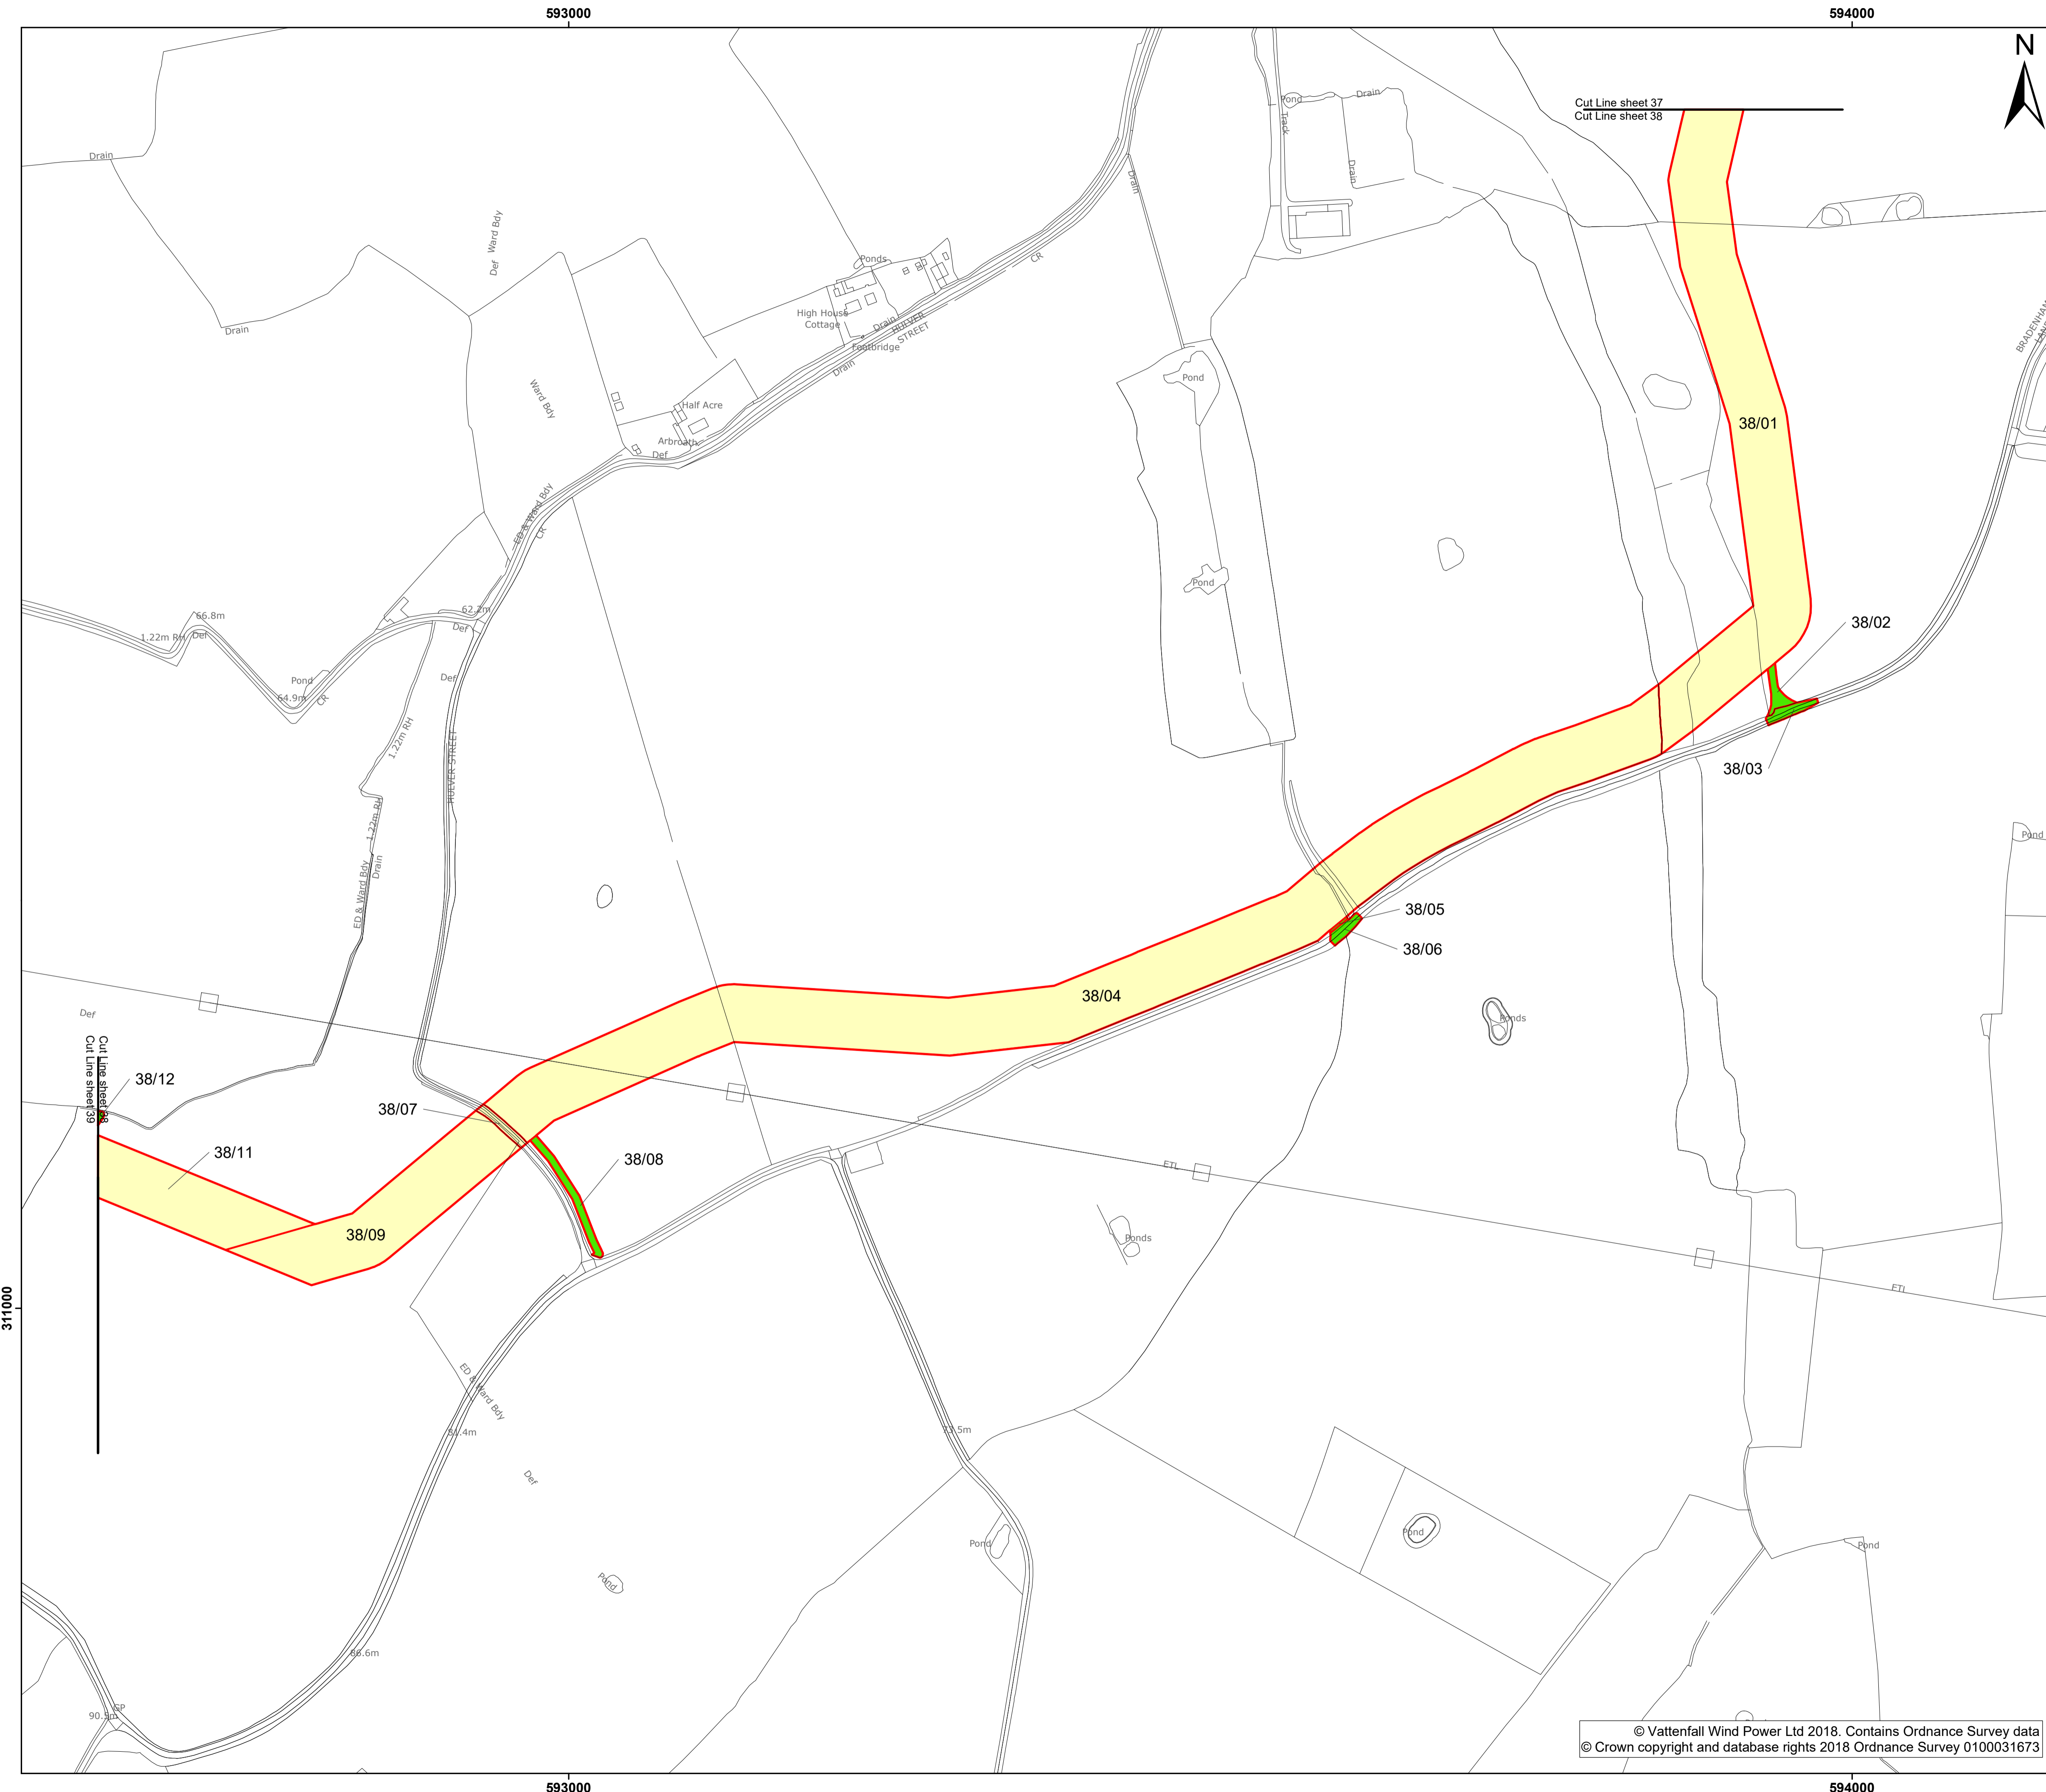 593000
594000
N
Cut Line sheet 37
Cut Line sheet 38
Pond
Drain
Track
Drain
Drain
Drain
Def Ward Bdy
Drain
Ponds
CR
High House
Cottage
Drain
HULVER
STREET
Footbridge
Drain
BRADENHAM
LANE
Ward Bdy
Pond
Half Acre
Arbroath
Def
38/01
ED & Ward Bdy
CR
Pond
62.2m
66.8m
1.22m RH
Def
Def
38/02
Pond
64.9m
CR
Def
1.22m RH
HULVER STREET
38/03
1.22m RH
Drain
ED & Ward Bdy
Pond
38/05
38/06
38/04
Def
Ponds
Cut Line sheet 38
Cut Line sheet 39
38/12
38/07
38/11
38/08
ETL
38/09
Ponds
ETL
311000
ED & Ward Bdy
81.4m
73.5m
Def
Pond
Pond
Pond
Pond
86.6m
GP
90.5m
© Vattenfall Wind Power Ltd 2018. Contains Ordnance Survey data
© Crown copyright and database rights 2018 Ordnance Survey 0100031673
593000
594000